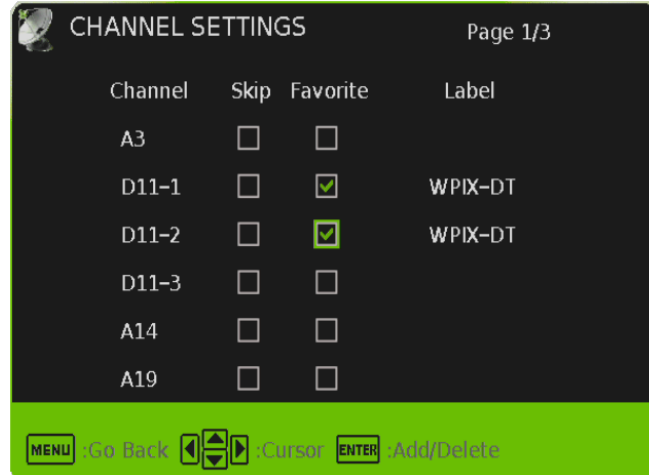 CHANNEL SETTINGS Page 1/3
Channel Skip Favorite Label
A3
D11-1 WPIX-DT
D11-2 WPIX-DT
D11-3
A14
A19
MENU :Go Back :Cursor ENTER :Add/Delete